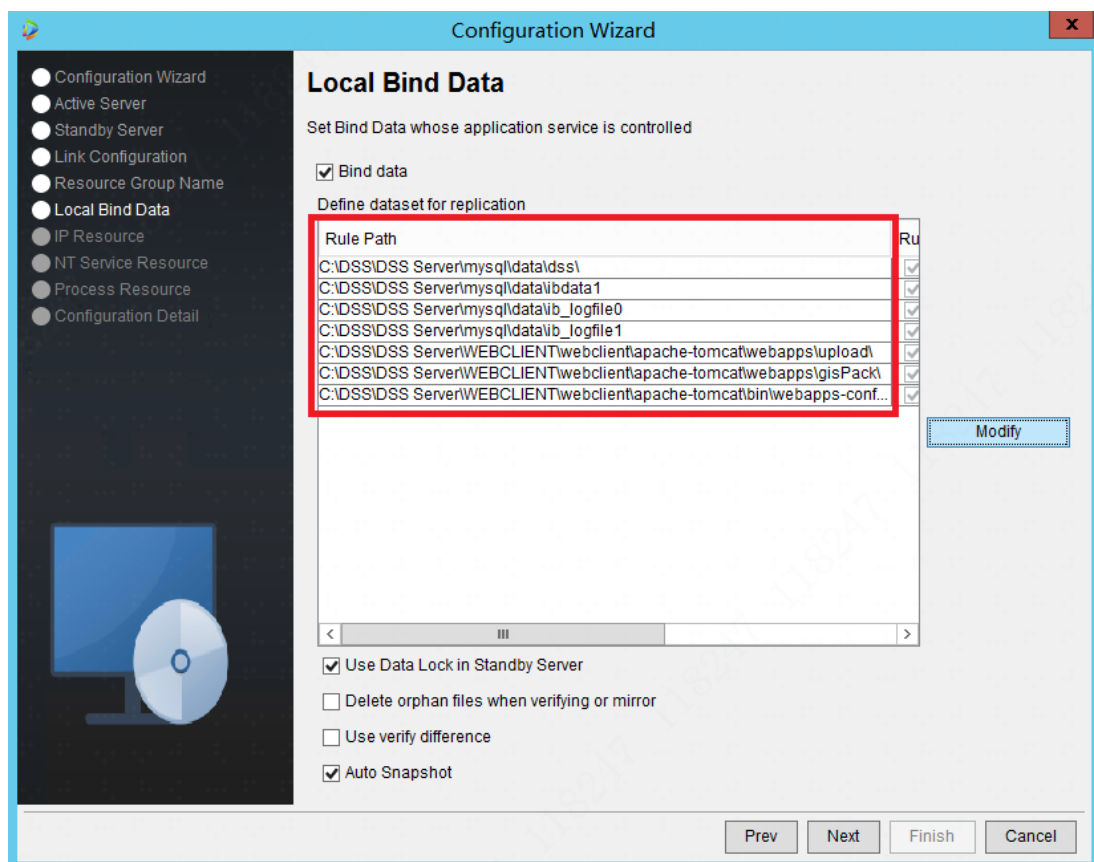 Configuration Wizard
x
Configuration Wizard
Active Server
Standby Server
Link Configuration
Resource Group Name
Local Bind Data
IP Resource
NT Service Resource
Process Resource
Configuration Detail
Local Bind Data
Set Bind Data whose application service is controlled
Bind data
Define dataset for replication
Rule Path Ru
C:\DSS\DSS Server\mysql\data\dss\
C:\DSS\DSS Server\mysql\data\ibdata1
C:\DSS\DSS Server\mysql\data\ib_logfile0
C:\DSS\DSS Server\mysql\data\ib_logfile1
C:\DSS\DSS Server\WEBCLIENT\webclient\apache-tomcat\webapps\upload\
C:\DSS\DSS Server\WEBCLIENT\webclient\apache-tomcat\webapps\gisPack\
C:\DSS\DSS Server\WEBCLIENT\webclient\apache-tomcat\bin\webapps-conf...
Modify
Use Data Lock in Standby Server
Delete orphan files when verifying or mirror
Use verify difference
Auto Snapshot
Prev Next Finish Cancel